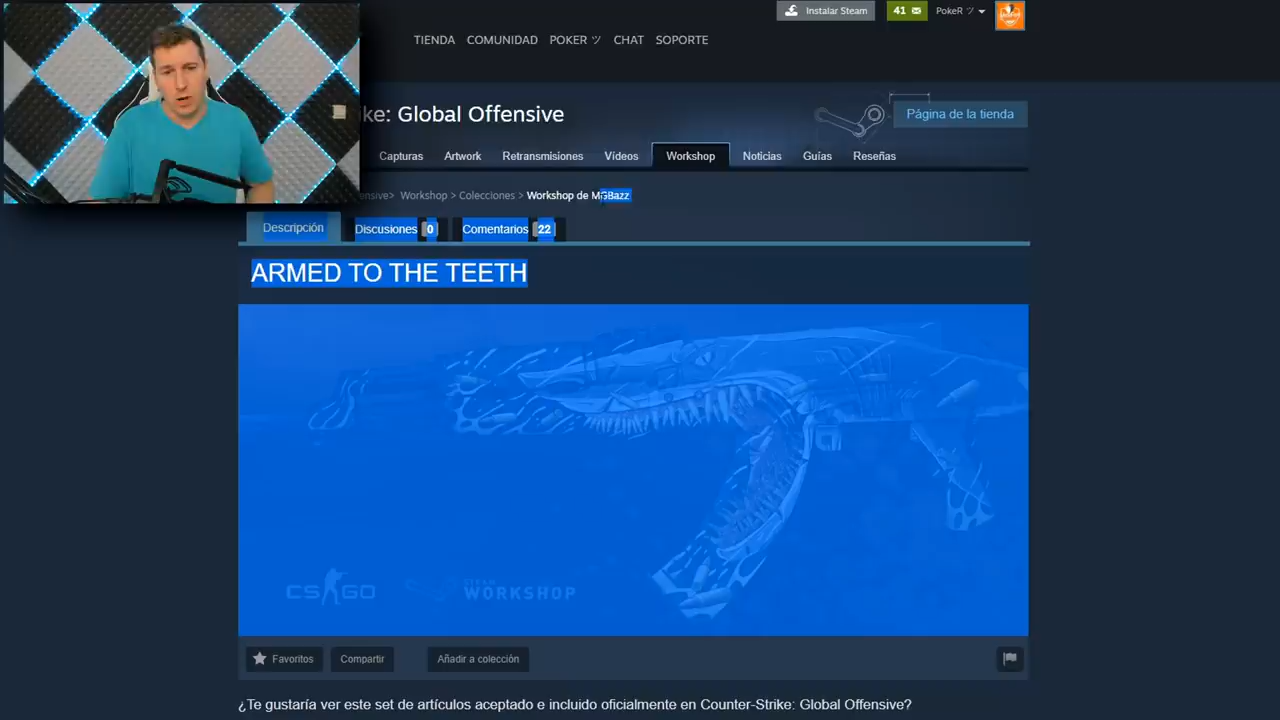 Instalar Steam
41
PokeR ツ
TIENDA COMUNIDAD POKER ツ CHAT SOPORTE
ke: Global Offensive
Página de la tienda
Capturas Artwork Retransmisiones Vídeos Workshop Noticias Guías Reseñas
ensive> Workshop > Colecciones > Workshop de MGBazz
Descripción Discusiones 0 Comentarios 22
ARMED TO THE TEETH
CS GO STEAM WORKSHOP
Favoritos Compartir Añadir a colección
¿Te gustaría ver este set de artículos aceptado e incluido oficialmente en Counter-Strike: Global Offensive?